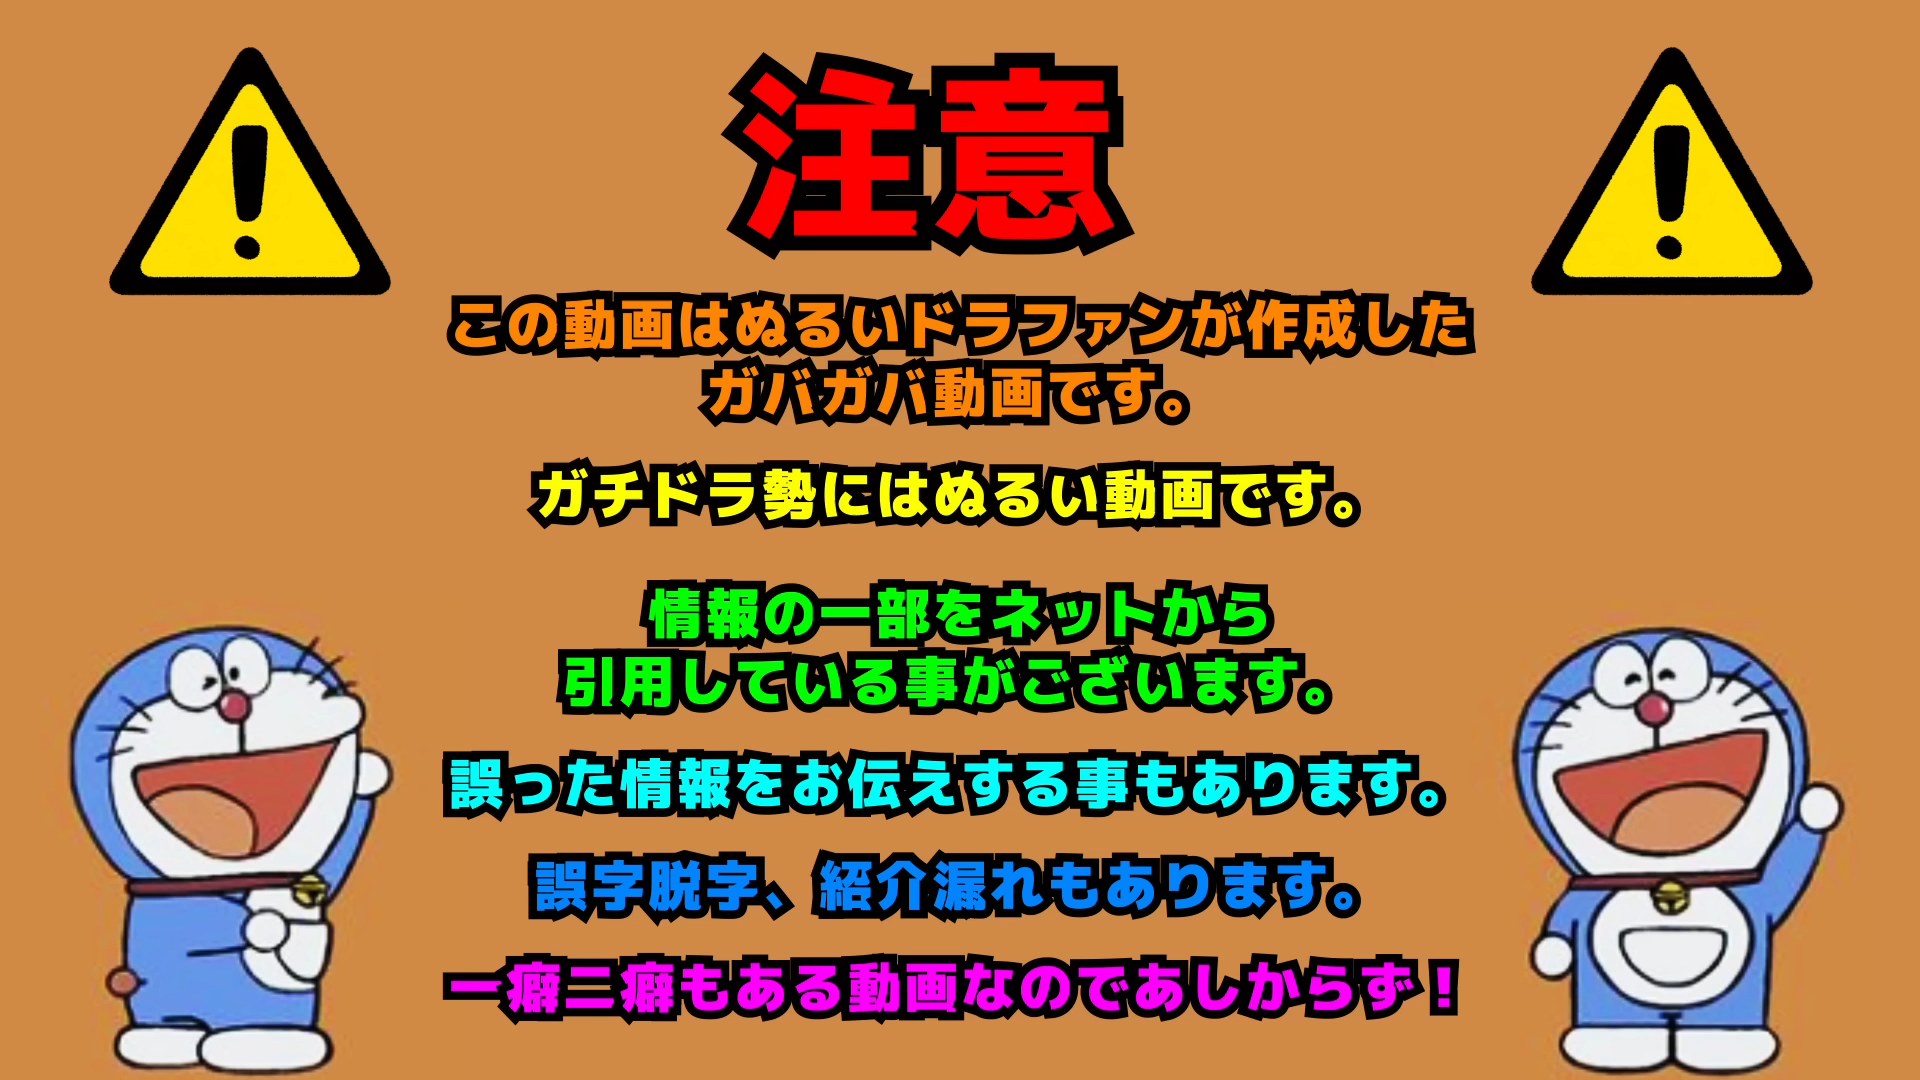 注意
この動画はぬるいドラファンが作成した
ガバガバ動画です。
ガチドラ勢にはぬるい動画です。
情報の一部をネットから
引用している事がございます。
誤った情報をお伝えする事もあります。
誤字脱字、紹介漏れもあります。
一癖二癖もある動画なのであしからず！